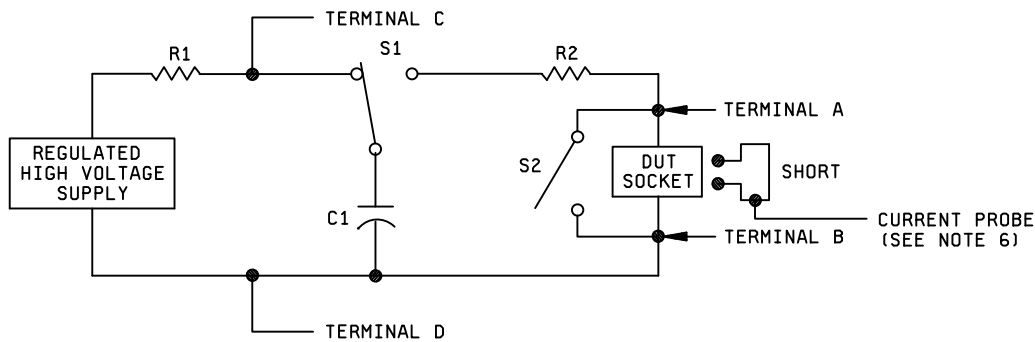 TERMINAL C
S1
R1
R2
TERMINAL A
REGULATED
HIGH VOLTAGE
SUPPLY
S2
DUT
SOCKET
SHORT
C1
CURRENT PROBE
(SEE NOTE 6)
TERMINAL B
TERMINAL D